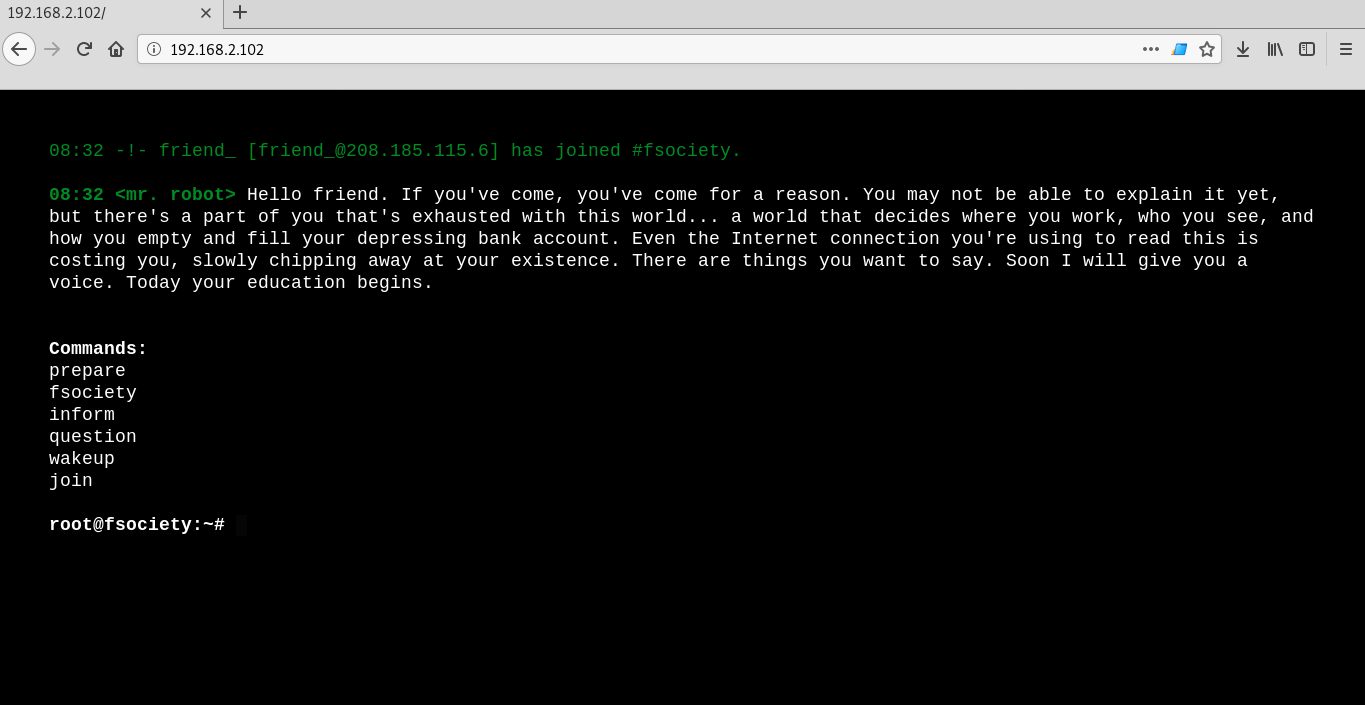 192.168.2.102/
192.168.2.102
08:32 -!- friend_ [friend_@208.185.115.6] has joined #fsociety.
08:32 <mr. robot> Hello friend. If you've come, you've come for a reason. You may not be able to explain it yet,
but there's a part of you that's exhausted with this world... a world that decides where you work, who you see, and
how you empty and fill your depressing bank account. Even the Internet connection you're using to read this is
costing you, slowly chipping away at your existence. There are things you want to say. Soon I will give you a
voice. Today your education begins.
Commands:
prepare
fsociety
inform
question
wakeup
join
root@fsociety:~#